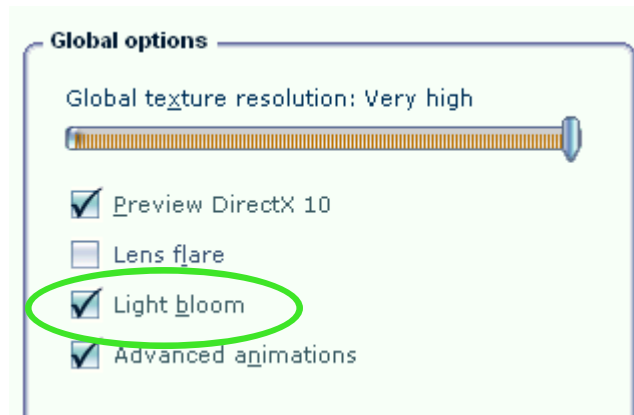 Global options
Global texture resolution: Very high
Preview DirectX 10
Lens flare
Light bloom
Advanced animations